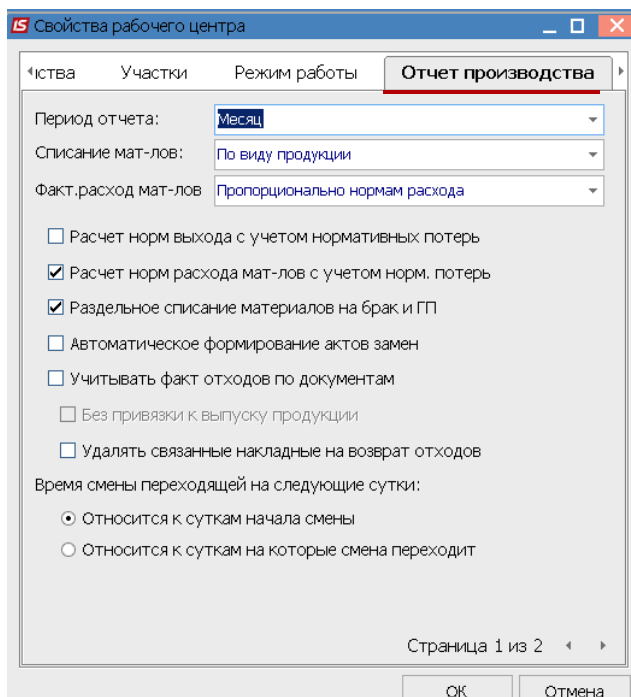 IS Свойства рабочего центра
ства Участки Режим работы Отчет производства
Период отчета: Месяц
Списание мат-лов: По виду продукции
Факт.расход мат-лов Пропорционально нормам расхода
Расчет норм выхода с учетом нормативных потерь
Расчет норм расхода мат-лов с учетом норм. потерь
Раздельное списание материалов на брак и ГП
Автоматическое формирование актов замен
Учитывать факт отходов по документам
Без привязки к выпуску продукции
Удалять связанные накладные на возврат отходов
Время смены переходящей на следующие сутки:
Относится к суткам начала смены
Относится к суткам на которые смена переходит
Страница 1 из 2
ОК Отмена